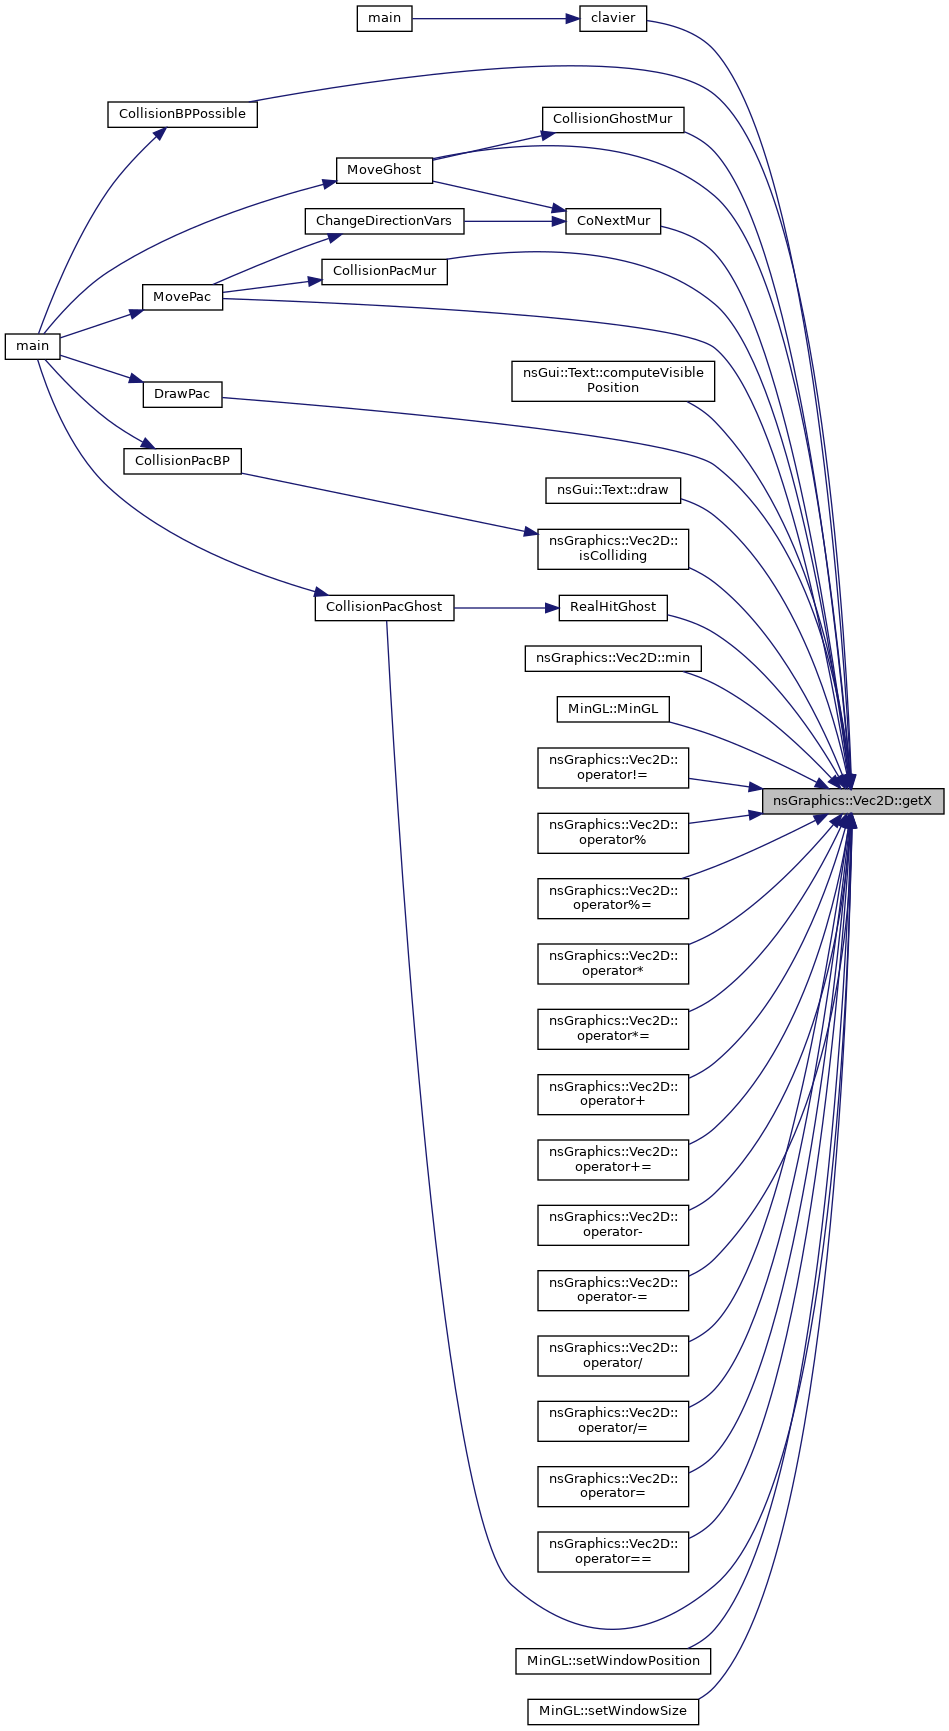 main
clavier
CollisionBPPossible
CollisionGhostMur
MoveGhost
ChangeDirectionVars
CoNextMur
CollisionPacMur
MovePac
main
nsGui::Text::computeVisible
Position
DrawPac
CollisionPacBP
nsGui::Text::draw
nsGraphics::Vec2D::
isColliding
CollisionPacGhost
RealHitGhost
nsGraphics::Vec2D::min
MinGL::MinGL
nsGraphics::Vec2D::
operator!=
nsGraphics::Vec2D::getX
nsGraphics::Vec2D::
operator%
nsGraphics::Vec2D::
operator%=
nsGraphics::Vec2D::
operator*
nsGraphics::Vec2D::
operator*=
nsGraphics::Vec2D::
operator+
nsGraphics::Vec2D::
operator+=
nsGraphics::Vec2D::
operator-
nsGraphics::Vec2D::
operator-=
nsGraphics::Vec2D::
operator/
nsGraphics::Vec2D::
operator/=
nsGraphics::Vec2D::
operator=
nsGraphics::Vec2D::
operator==
MinGL::setWindowPosition
MinGL::setWindowSize